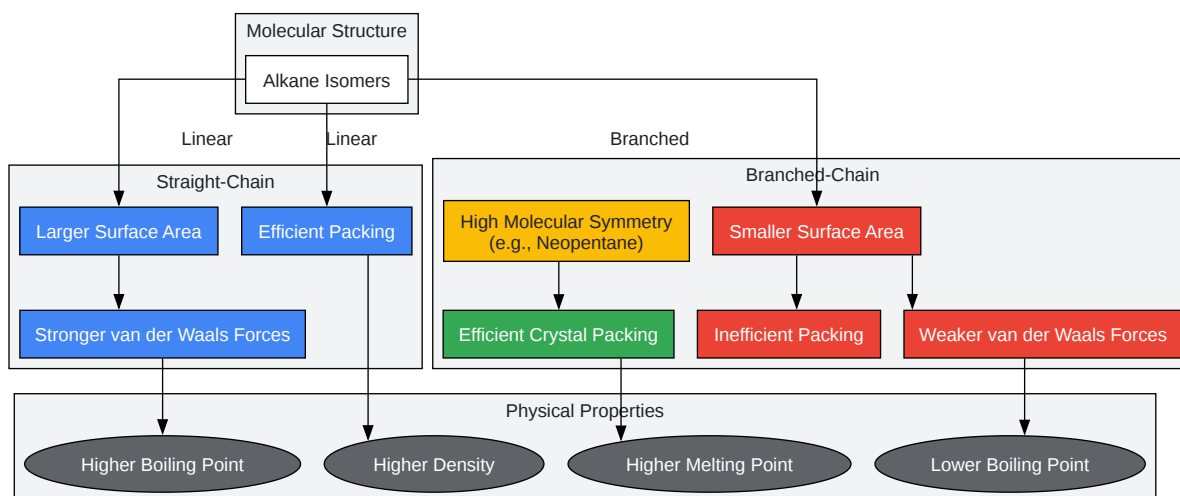 Molecular Structure
Alkane Isomers
Linear
Linear
Branched
Straight-Chain
Branched-Chain
Larger Surface Area
Efficient Packing
High Molecular Symmetry
(e.g., Neopentane)
Smaller Surface Area
Stronger van der Waals Forces
Efficient Crystal Packing
Inefficient Packing
Weaker van der Waals Forces
Physical Properties
Higher Boiling Point
Higher Density
Higher Melting Point
Lower Boiling Point